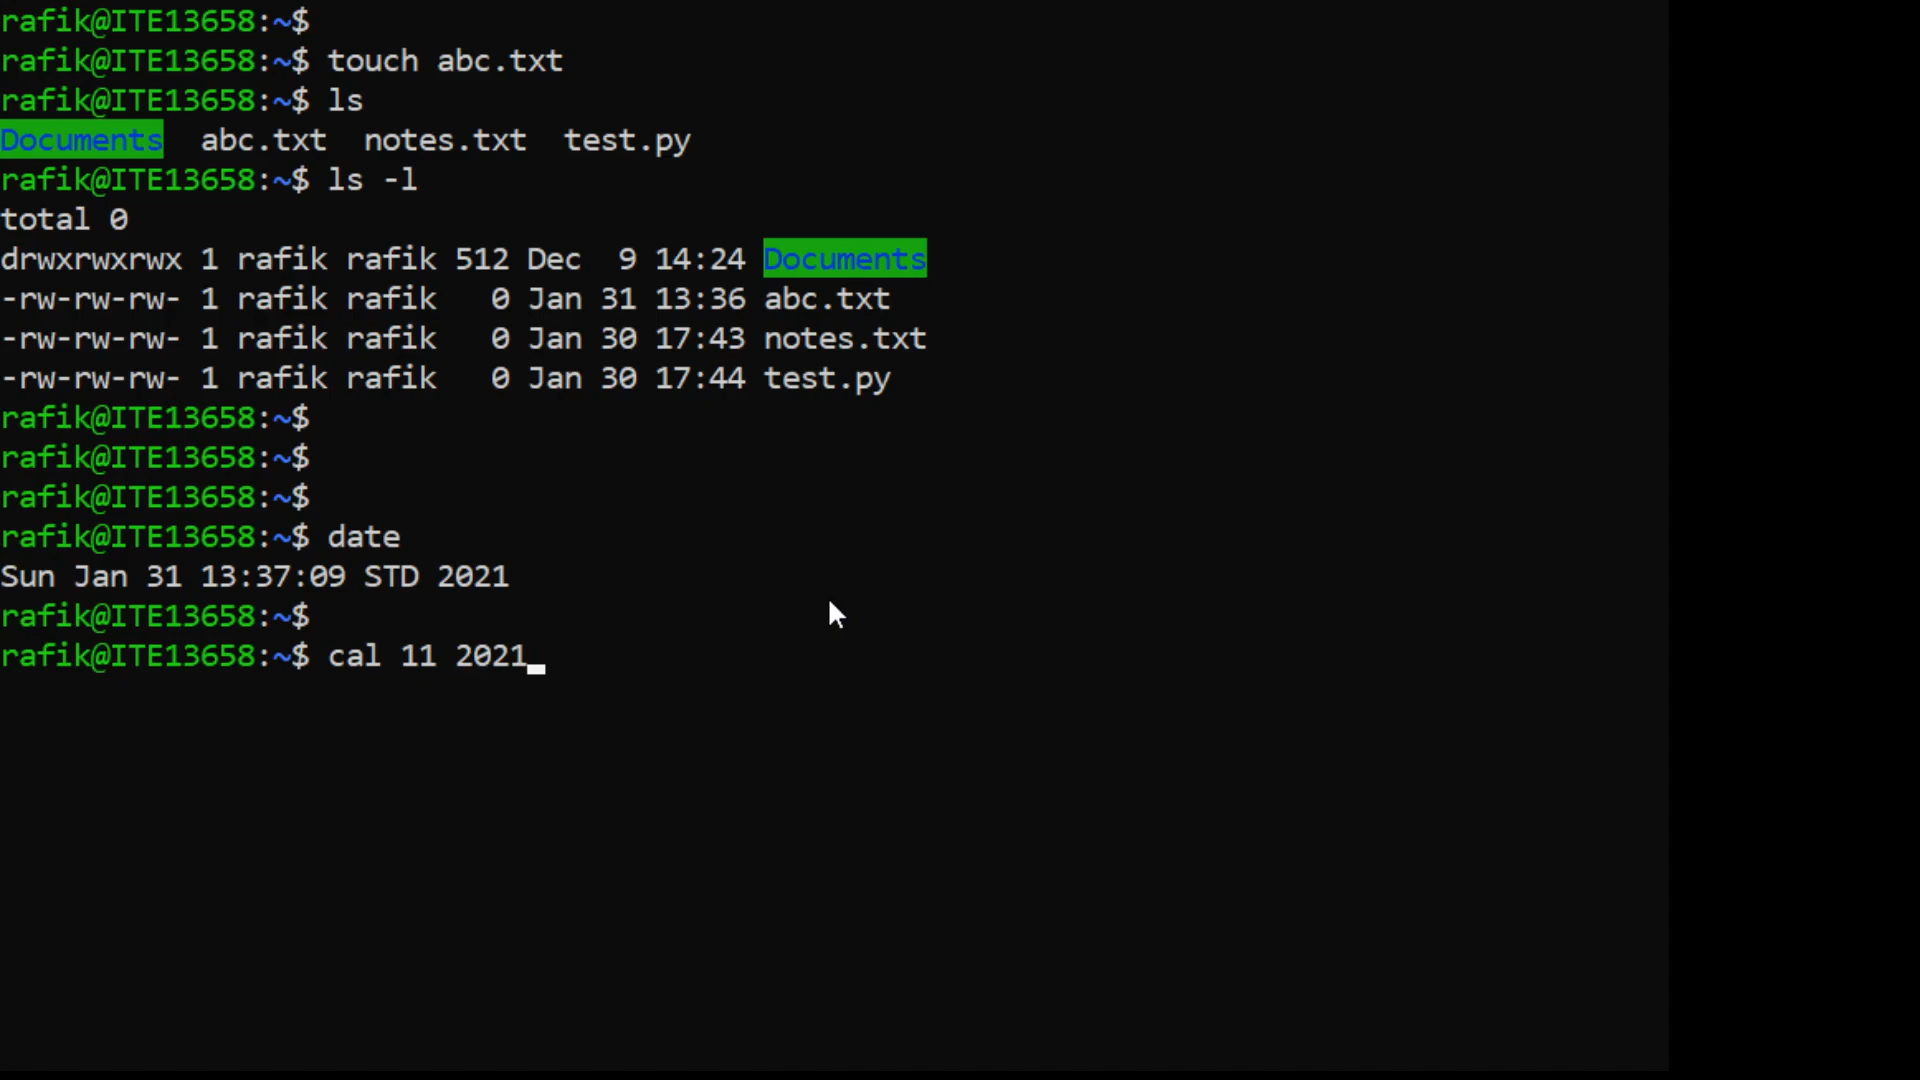 rafik@ITE13658:~$
rafik@ITE13658:~$ touch abc.txt
rafik@ITE13658:~$ ls
Documents  abc.txt  notes.txt  test.py
rafik@ITE13658:~$ ls -l
total 0
drwxrwxrwx 1 rafik rafik 512 Dec  9 14:24 Documents
-rw-rw-rw- 1 rafik rafik   0 Jan 31 13:36 abc.txt
-rw-rw-rw- 1 rafik rafik   0 Jan 30 17:43 notes.txt
-rw-rw-rw- 1 rafik rafik   0 Jan 30 17:44 test.py
rafik@ITE13658:~$
rafik@ITE13658:~$
rafik@ITE13658:~$
rafik@ITE13658:~$ date
Sun Jan 31 13:37:09 STD 2021
rafik@ITE13658:~$
rafik@ITE13658:~$ cal 11 2021